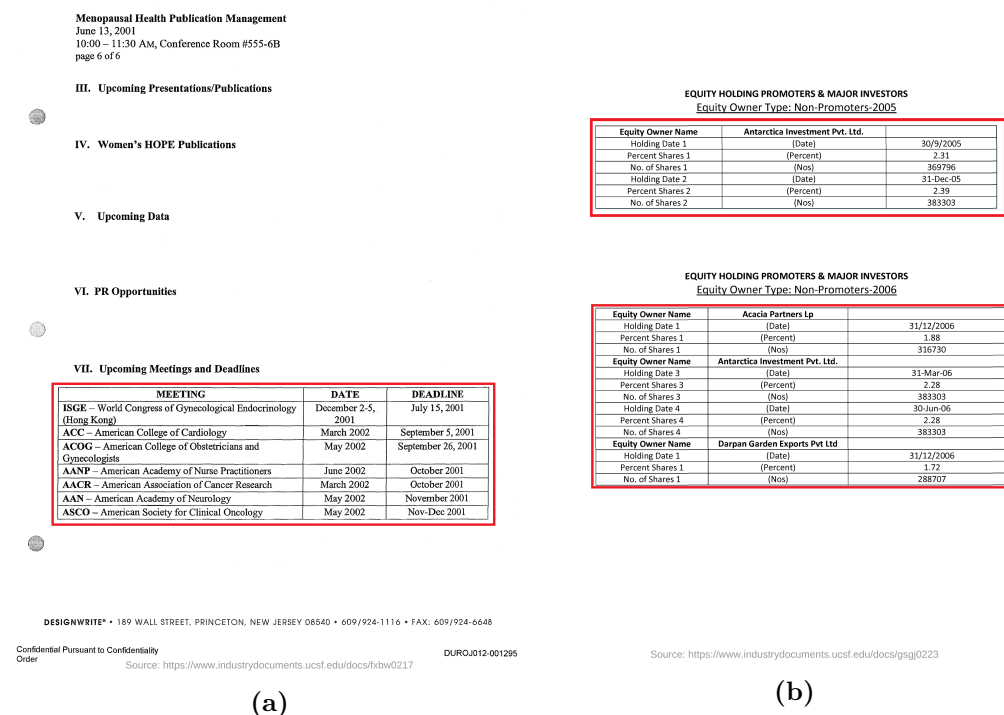 Menopausal Health Publication Management
June 13, 2001
10:00 – 11:30 AM, Conference Room #555-6B
page 6 of 6
III. Upcoming Presentations/Publications
IV. Women's HOPE Publications
V. Upcoming Data
VI. PR Opportunities
VII. Upcoming Meetings and Deadlines
MEETING DATE DEADLINE
ISGE – World Congress of Gynecological Endocrinology December 2-5, July 15, 2001
(Hong Kong) 2001
ACC – American College of Cardiology March 2002 September 5, 2001
ACOG – American College of Obstetricians and May 2002 September 26, 2001
Gynecologists
AANP – American Academy of Nurse Practitioners June 2002 October 2001
AACR – American Association of Cancer Research March 2002 October 2001
AAN – American Academy of Neurology May 2002 November 2001
ASCO – American Society for Clinical Oncology May 2002 Nov-Dec 2001
DESIGNWRITE® • 189 WALL STREET, PRINCETON, NEW JERSEY 08540 • 609/924-1116 • FAX: 609/924-6648
Confidential Pursuant to Confidentiality
Order
DUROJ012-001295
Source: https://www.industrydocuments.ucsf.edu/docs/fxbw0217
(a)
EQUITY HOLDING PROMOTERS & MAJOR INVESTORS
Equity Owner Type: Non-Promoters-2005
Equity Owner Name Antarctica Investment Pvt. Ltd.
Holding Date 1 (Date) 30/9/2005
Percent Shares 1 (Percent) 2.31
No. of Shares 1 (Nos) 369796
Holding Date 2 (Date) 31-Dec-05
Percent Shares 2 (Percent) 2.39
No. of Shares 2 (Nos) 383303
EQUITY HOLDING PROMOTERS & MAJOR INVESTORS
Equity Owner Type: Non-Promoters-2006
Equity Owner Name Acacia Partners Lp
Holding Date 1 (Date) 31/12/2006
Percent Shares 1 (Percent) 1.88
No. of Shares 1 (Nos) 316730
Equity Owner Name Antarctica Investment Pvt. Ltd.
Holding Date 3 (Date) 31-Mar-06
Percent Shares 3 (Percent) 2.28
No. of Shares 3 (Nos) 383303
Holding Date 4 (Date) 30-Jun-06
Percent Shares 4 (Percent) 2.28
No. of Shares 4 (Nos) 383303
Equity Owner Name Darpan Garden Exports Pvt Ltd
Holding Date 1 (Date) 31/12/2006
Percent Shares 1 (Percent) 1.72
No. of Shares 1 (Nos) 288707
Source: https://www.industrydocuments.ucsf.edu/docs/gsgj0223
(b)